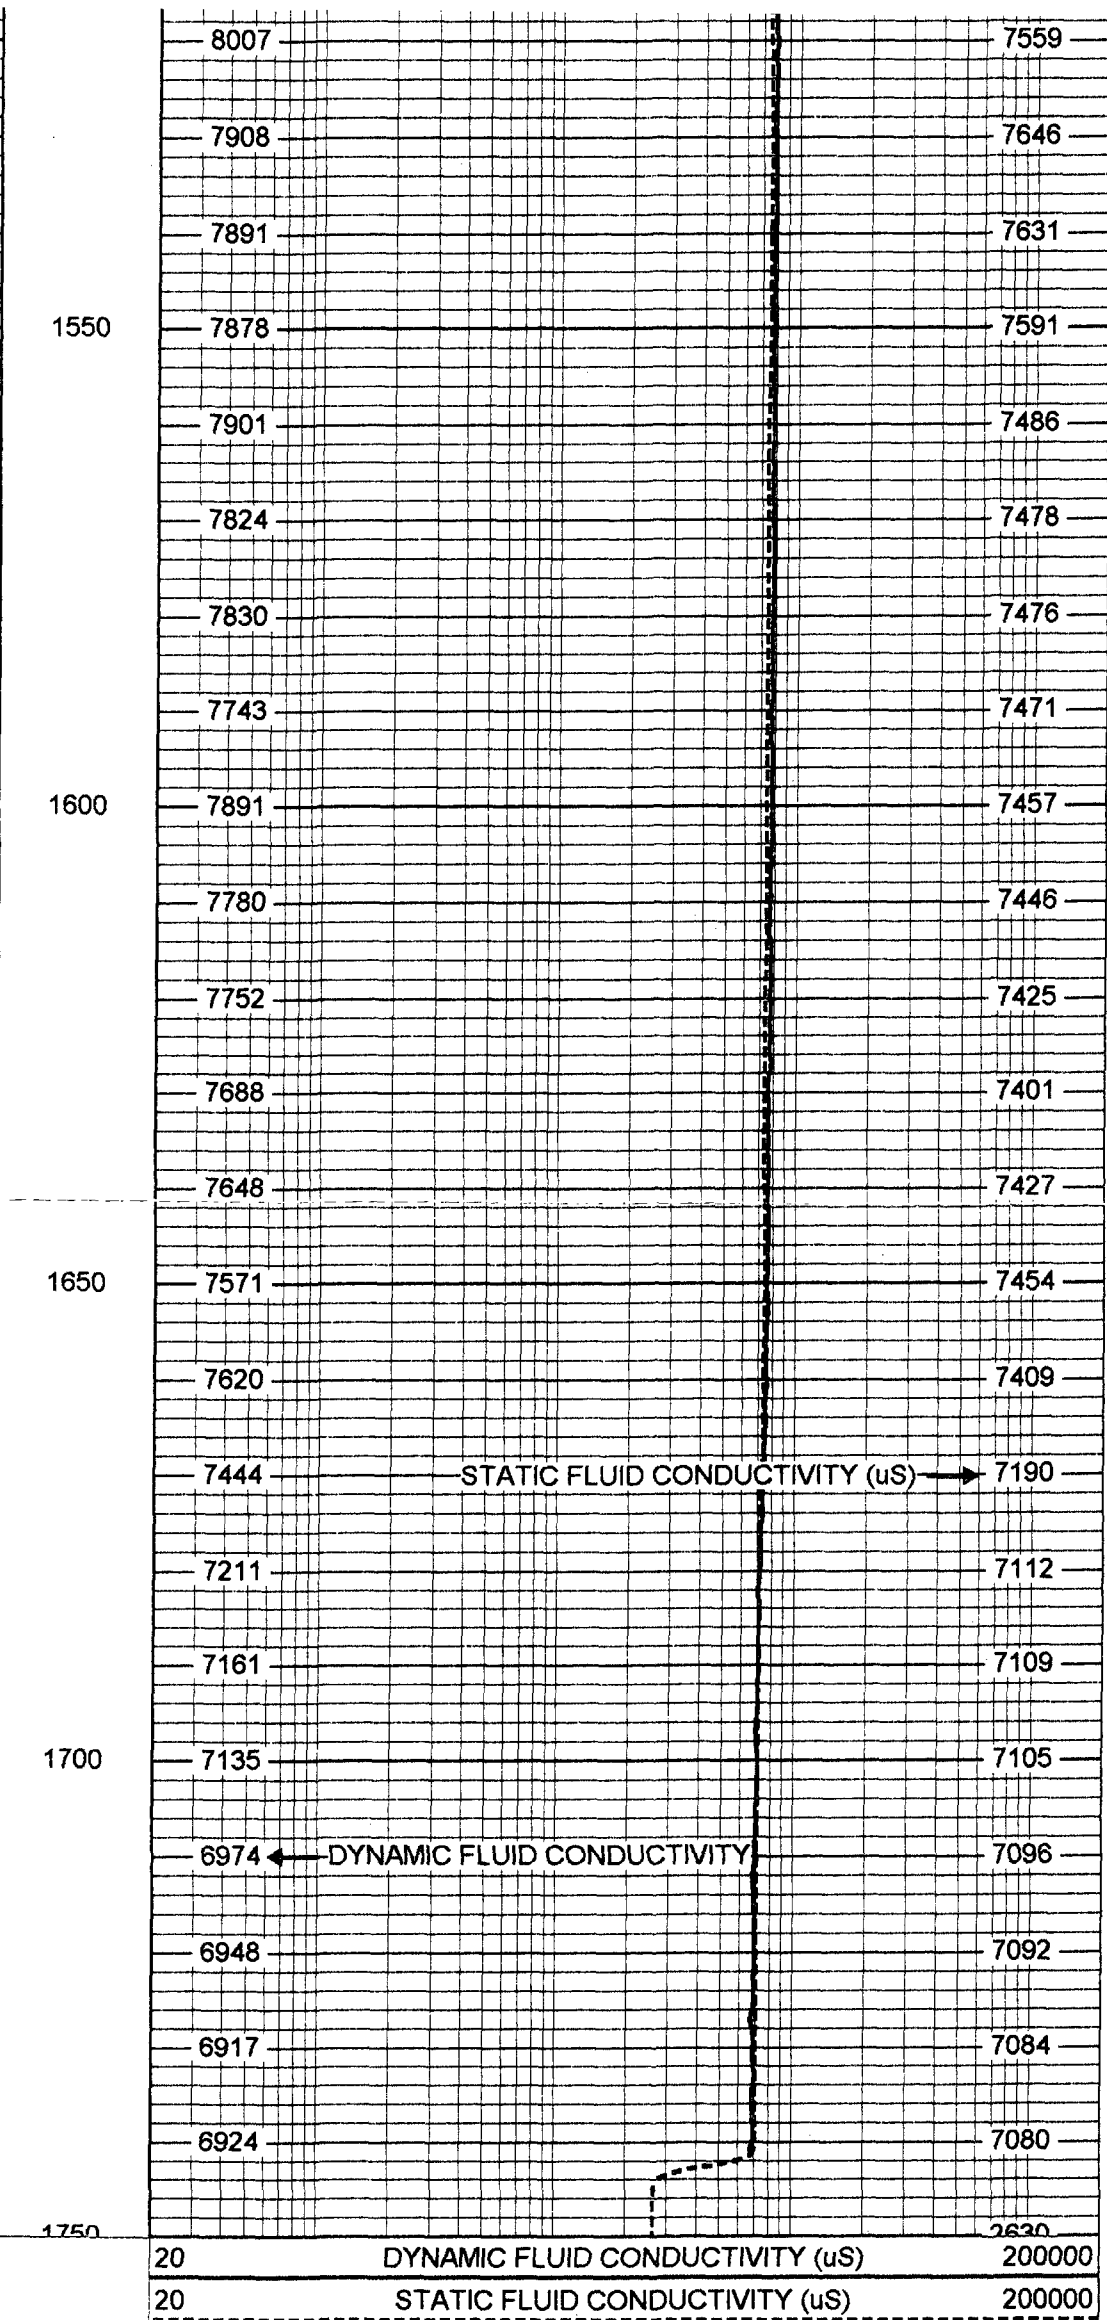 8007 7559
7908 7646
7891 7631
1550 7878 7591
7901 7486
7824 7478
7830 7476
7743 7471
1600 7891 7457
7780 7446
7752 7425
7688 7401
7648 7427
1650 7571 7454
7620 7409
7444 STATIC FLUID CONDUCTIVITY (uS) 7190
7211 7112
7161 7109
1700 7135 7105
6974 DYNAMIC FLUID CONDUCTIVITY 7096
6948 7092
6917 7084
6924 7080
1750 2630
20 DYNAMIC FLUID CONDUCTIVITY (uS) 200000
20 STATIC FLUID CONDUCTIVITY (uS) 200000